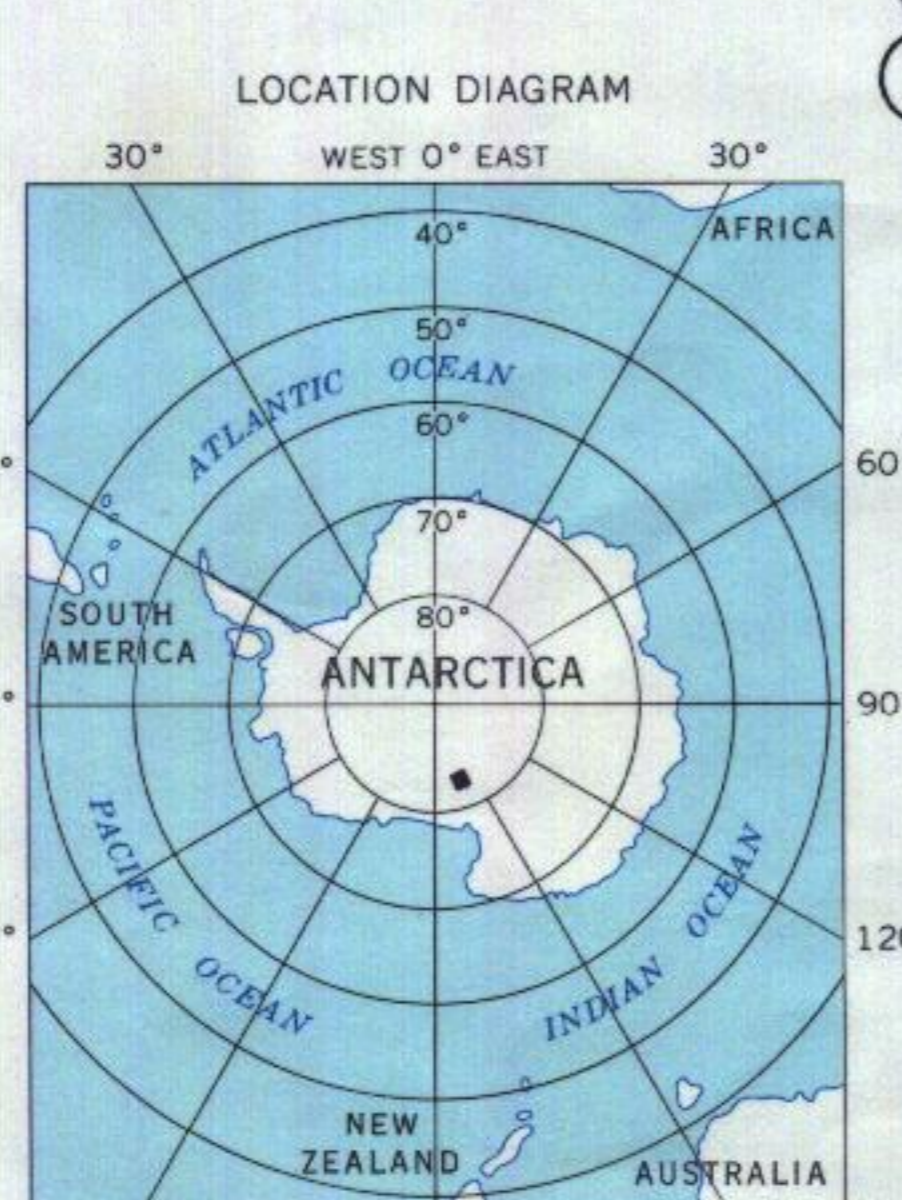 LOCATION DIAGRAM
30° WEST 0° EAST 30°
AFRICA
40°
50°
ATLANTIC OCEAN
60°
60
70°
80°
SOUTH
AMERICA
ANTARCTICA
90
PACIFIC OCEAN
INDIAN OCEAN
120
NEW
ZEALAND
AUSTRALIA